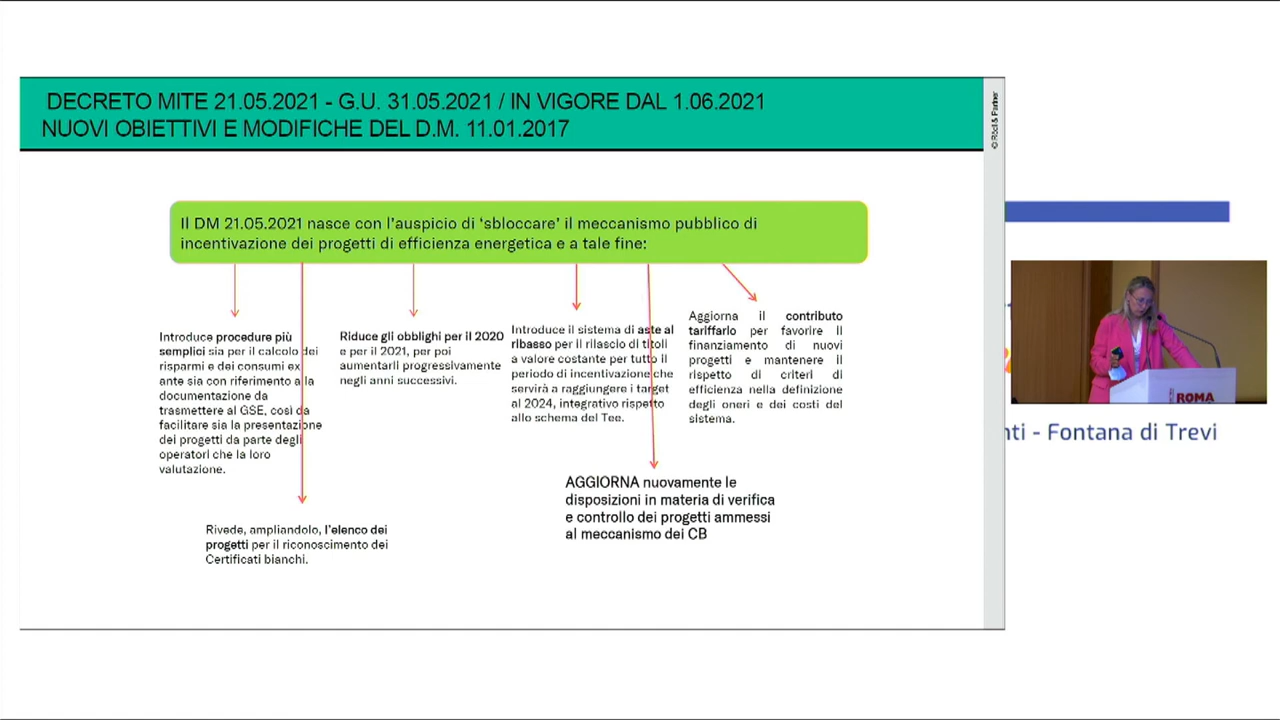 DECRETO MITE 21.05.2021 - G.U. 31.05.2021 / IN VIGORE DAL 1.06.2021
NUOVI OBIETTIVI E MODIFICHE DEL D.M. 11.01.2017
© Rödl & Partner
Il DM 21.05.2021 nasce con l'auspicio di 'sbloccare' il meccanismo pubblico di
incentivazione dei progetti di efficienza energetica e a tale fine:
Introduce procedure più
semplici sia per il calcolo dei
risparmi e dei consumi ex
ante sia con riferimento alla
documentazione da
trasmettere al GSE, così da
facilitare sia la presentazione
dei progetti da parte degli
operatori che la loro
valutazione.
Riduce gli obblighi per il 2020
e per il 2021, per poi
aumentarli progressivamente
negli anni successivi.
Introduce il sistema di aste al
ribasso per il rilascio di titoli
a valore costante per tutto il
periodo di incentivazione che
servirà a raggiungere i target
al 2024, integrativo rispetto
allo schema del Tee.
Aggiorna il contributo
tariffario per favorire il
finanziamento di nuovi
progetti e mantenere il
rispetto di criteri di
efficienza nella definizione
degli oneri e dei costi del
sistema.
AGGIORNA nuovamente le
disposizioni in materia di verifica
e controllo dei progetti ammessi
al meccanismo dei CB
Rivede, ampliandolo, l'elenco dei
progetti per il riconoscimento dei
Certificati bianchi.
ROMA
nti - Fontana di Trevi